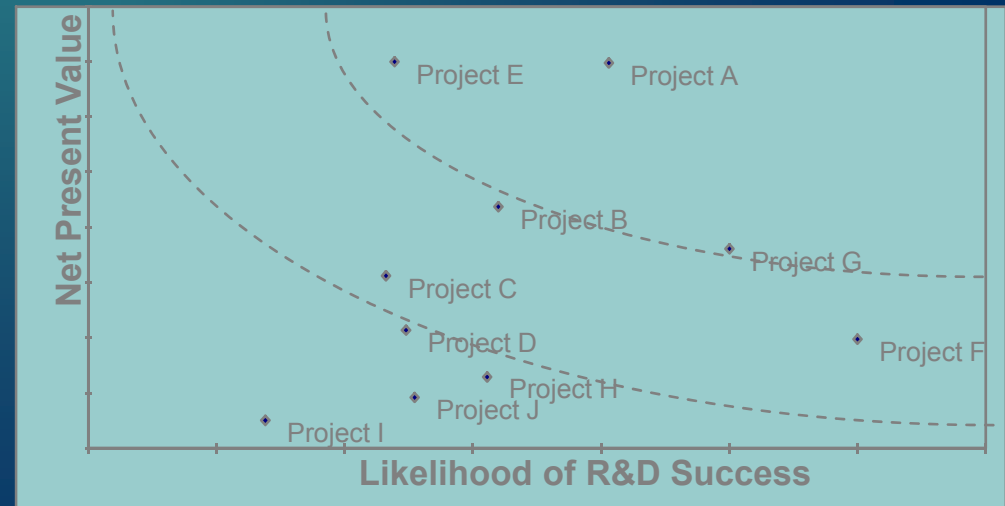 Net Present Value
Project E
Project A
Project B
Project G
Project C
Project D
Project F
Project H
Project J
Project I
Likelihood of R&D Success